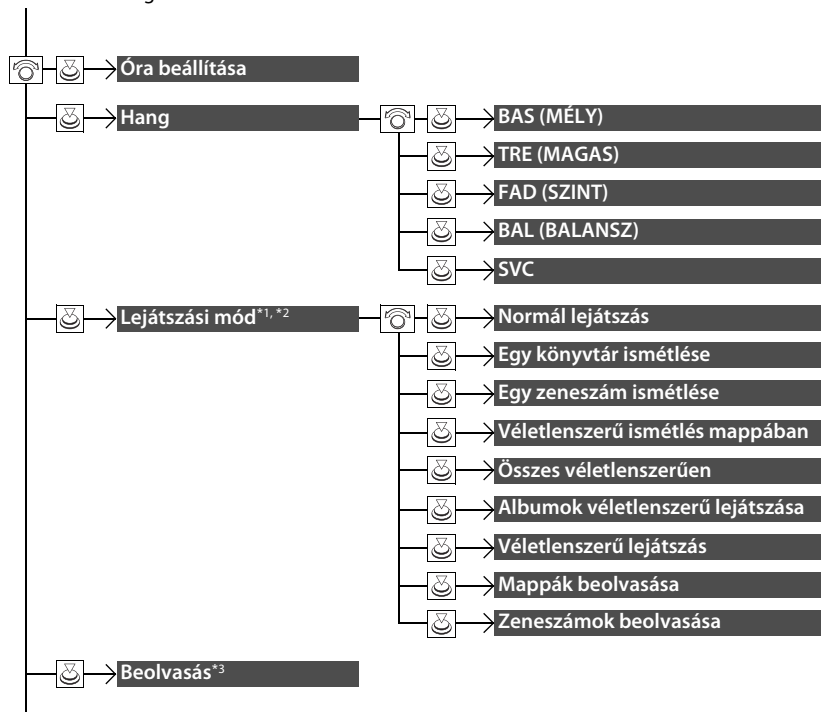 Óra beállítása
Hang
BAS (MÉLY)
TRE (MAGAS)
FAD (SZINT)
BAL (BALANSZ)
SVC
Lejátszási mód*1, *2
Normál lejátszás
Egy könyvtár ismétlése
Egy zeneszám ismétlése
Véletlenszerű ismétlés mappában
Összes véletlenszerűen
Albumok véletlenszerű lejátszása
Véletlenszerű lejátszás
Mappák beolvasása
Zeneszámok beolvasása
Beolvasás*3